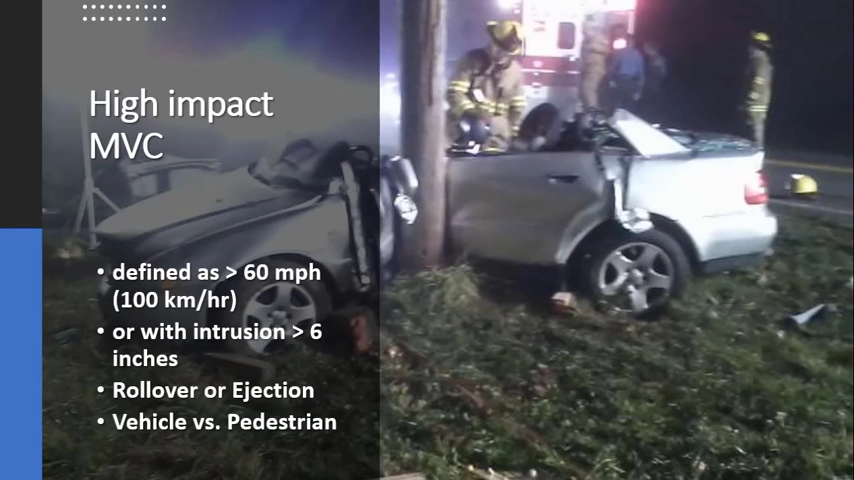 High impact
MVC
• defined as > 60 mph
(100 km/hr)
• or with intrusion > 6
inches
• Rollover or Ejection
• Vehicle vs. Pedestrian